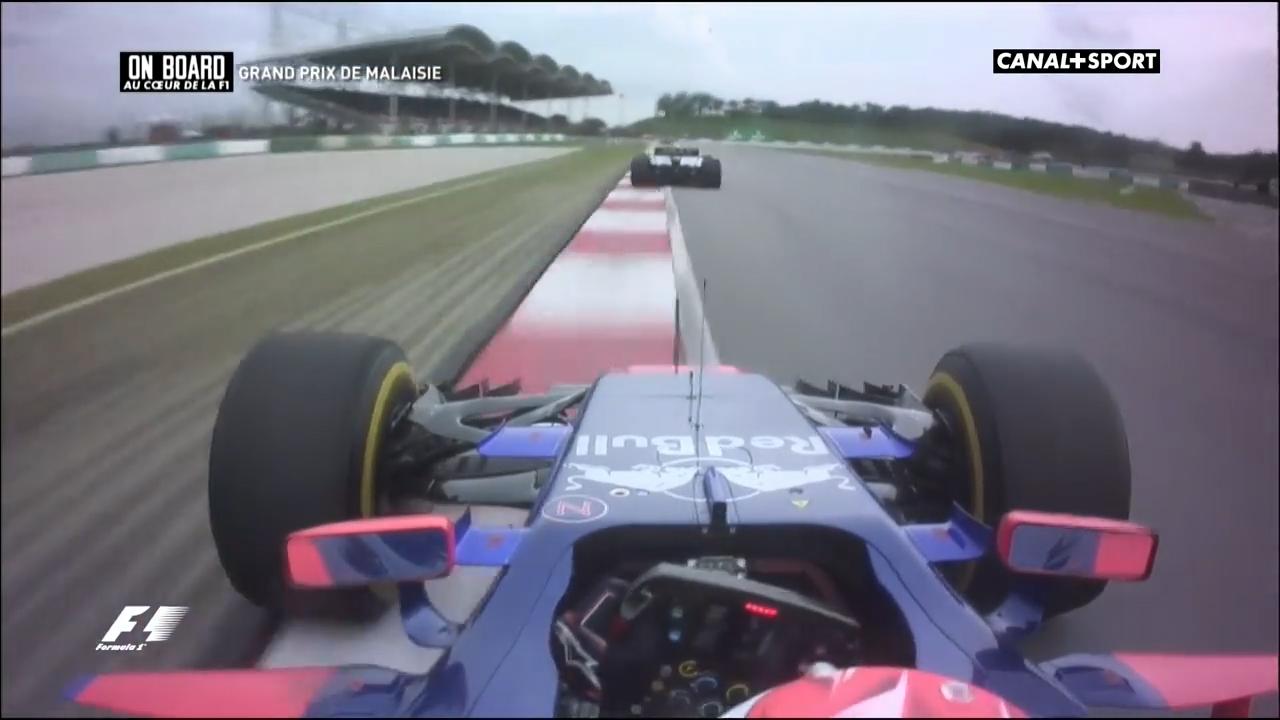 ON BOARD
AU CŒUR DE LA F1
GRAND PRIX DE MALAISIE
CANAL+SPORT
Red Bull
F1
Formula 1